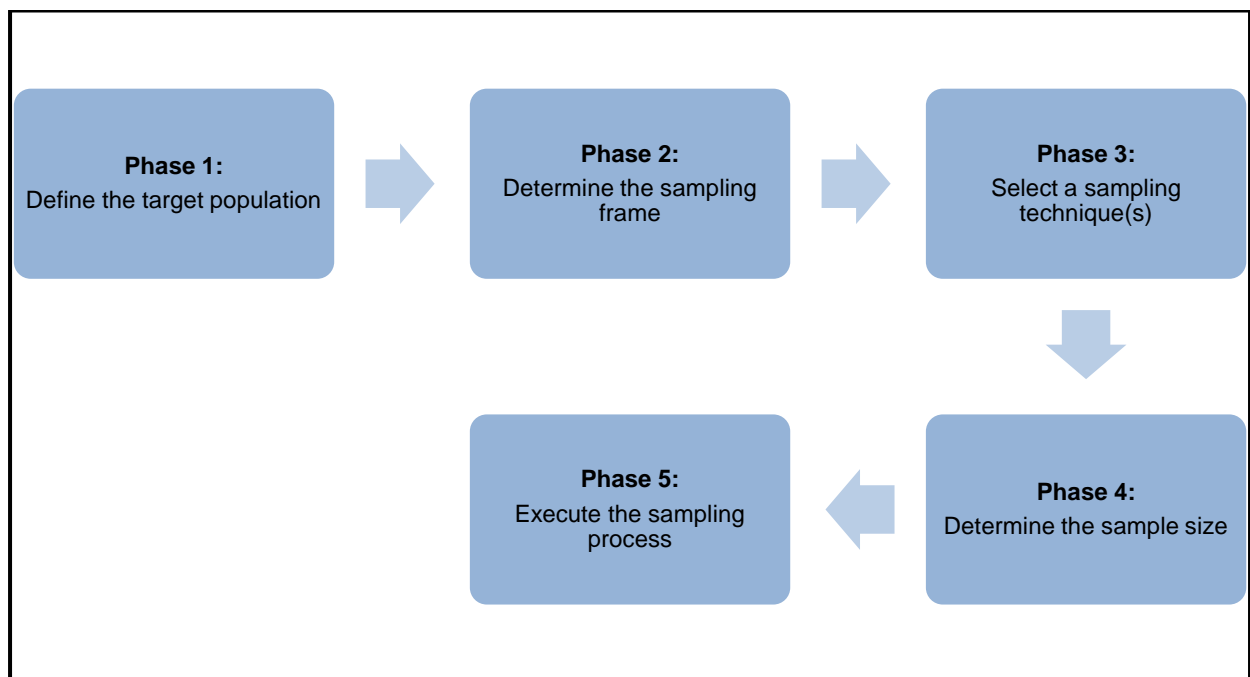 Phase 1:
Define the target population
Phase 2:
Determine the sampling
frame
Phase 3:
Select a sampling
technique(s)
Phase 4:
Determine the sample size
Phase 5:
Execute the sampling
process